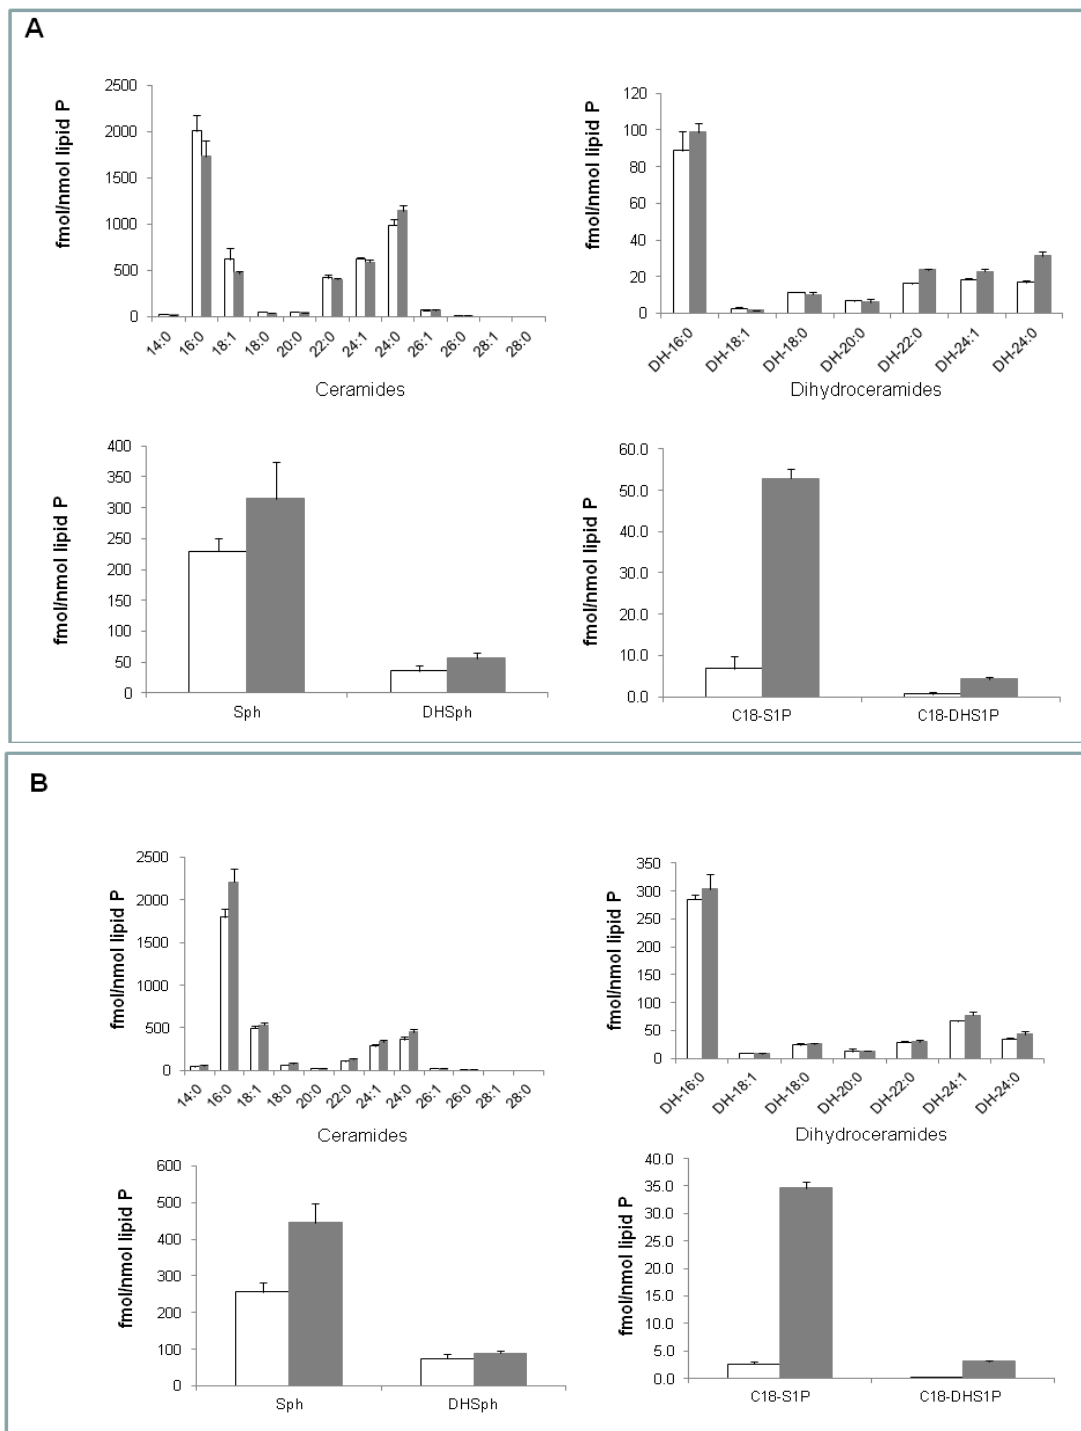 A
fmol/nmol lipid P
2500
2000
1500
1000
500
0
14:0 16:0 18:1 18:0 20:0 22:0 24:1 24:0 26:1 26:0 28:1 28:0
Ceramides
fmol/nmol lipid P
120
100
80
60
40
20
0
DH-16:0 DH-18:1 DH-18:0 DH-20:0 DH-22:0 DH-24:1 DH-24:0
Dihydroceramides
fmol/nmol lipid P
400
350
300
250
200
150
100
50
0
Sph DHSph
fmol/nmol lipid P
60.0
50.0
40.0
30.0
20.0
10.0
0.0
C18-S1P C18-DHS1P
B
fmol/nmol lipid P
2500
2000
1500
1000
500
0
14:0 16:0 18:1 18:0 20:0 22:0 24:1 24:0 26:1 26:0 28:1 28:0
Ceramides
fmol/nmol lipid P
350
300
250
200
150
100
50
0
DH-16:0 DH-18:1 DH-18:0 DH-20:0 DH-22:0 DH-24:1 DH-24:0
Dihydroceramides
fmol/nmol lipid P
600
500
400
300
200
100
0
Sph DHSph
fmol/nmol lipid P
40.0
35.0
30.0
25.0
20.0
15.0
10.0
5.0
0.0
C18-S1P C18-DHS1P